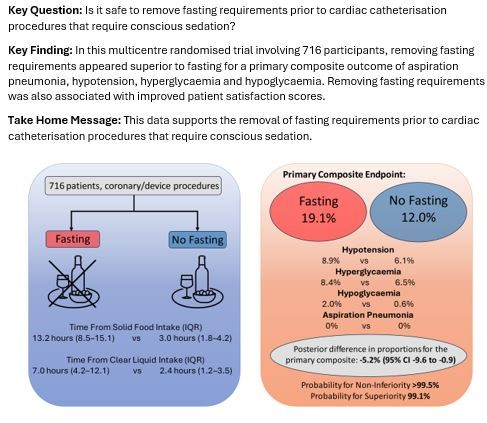 Key Question: Is it safe to remove fasting requirements prior to cardiac catheterisation
procedures that require conscious sedation?
Key Finding: In this multicentre randomised trial involving 716 participants, removing fasting
requirements appeared superior to fasting for a primary composite outcome of aspiration
pneumonia, hypotension, hyperglycaemia and hypoglycaemia. Removing fasting requirements
was also associated with improved patient satisfaction scores.
Take Home Message: This data supports the removal of fasting requirements prior to cardiac
catheterisation procedures that require conscious sedation.
716 patients, coronary/device procedures
Fasting
No Fasting
Time From Solid Food Intake (IQR)
13.2 hours (8.5–15.1) vs 3.0 hours (1.8–4.2)
Time From Clear Liquid Intake (IQR)
7.0 hours (4.2–12.1) vs 2.4 hours (1.2–3.5)
Primary Composite Endpoint:
Fasting
19.1%
No Fasting
12.0%
Hypotension
8.9% vs 6.1%
Hyperglycaemia
8.4% vs 6.5%
Hypoglycaemia
2.0% vs 0.6%
Aspiration Pneumonia
0% vs 0%
Posterior difference in proportions for the
primary composite: -5.2% (95% CI -9.6 to -0.9)
Probability for Non-Inferiority >99.5%
Probability for Superiority 99.1%